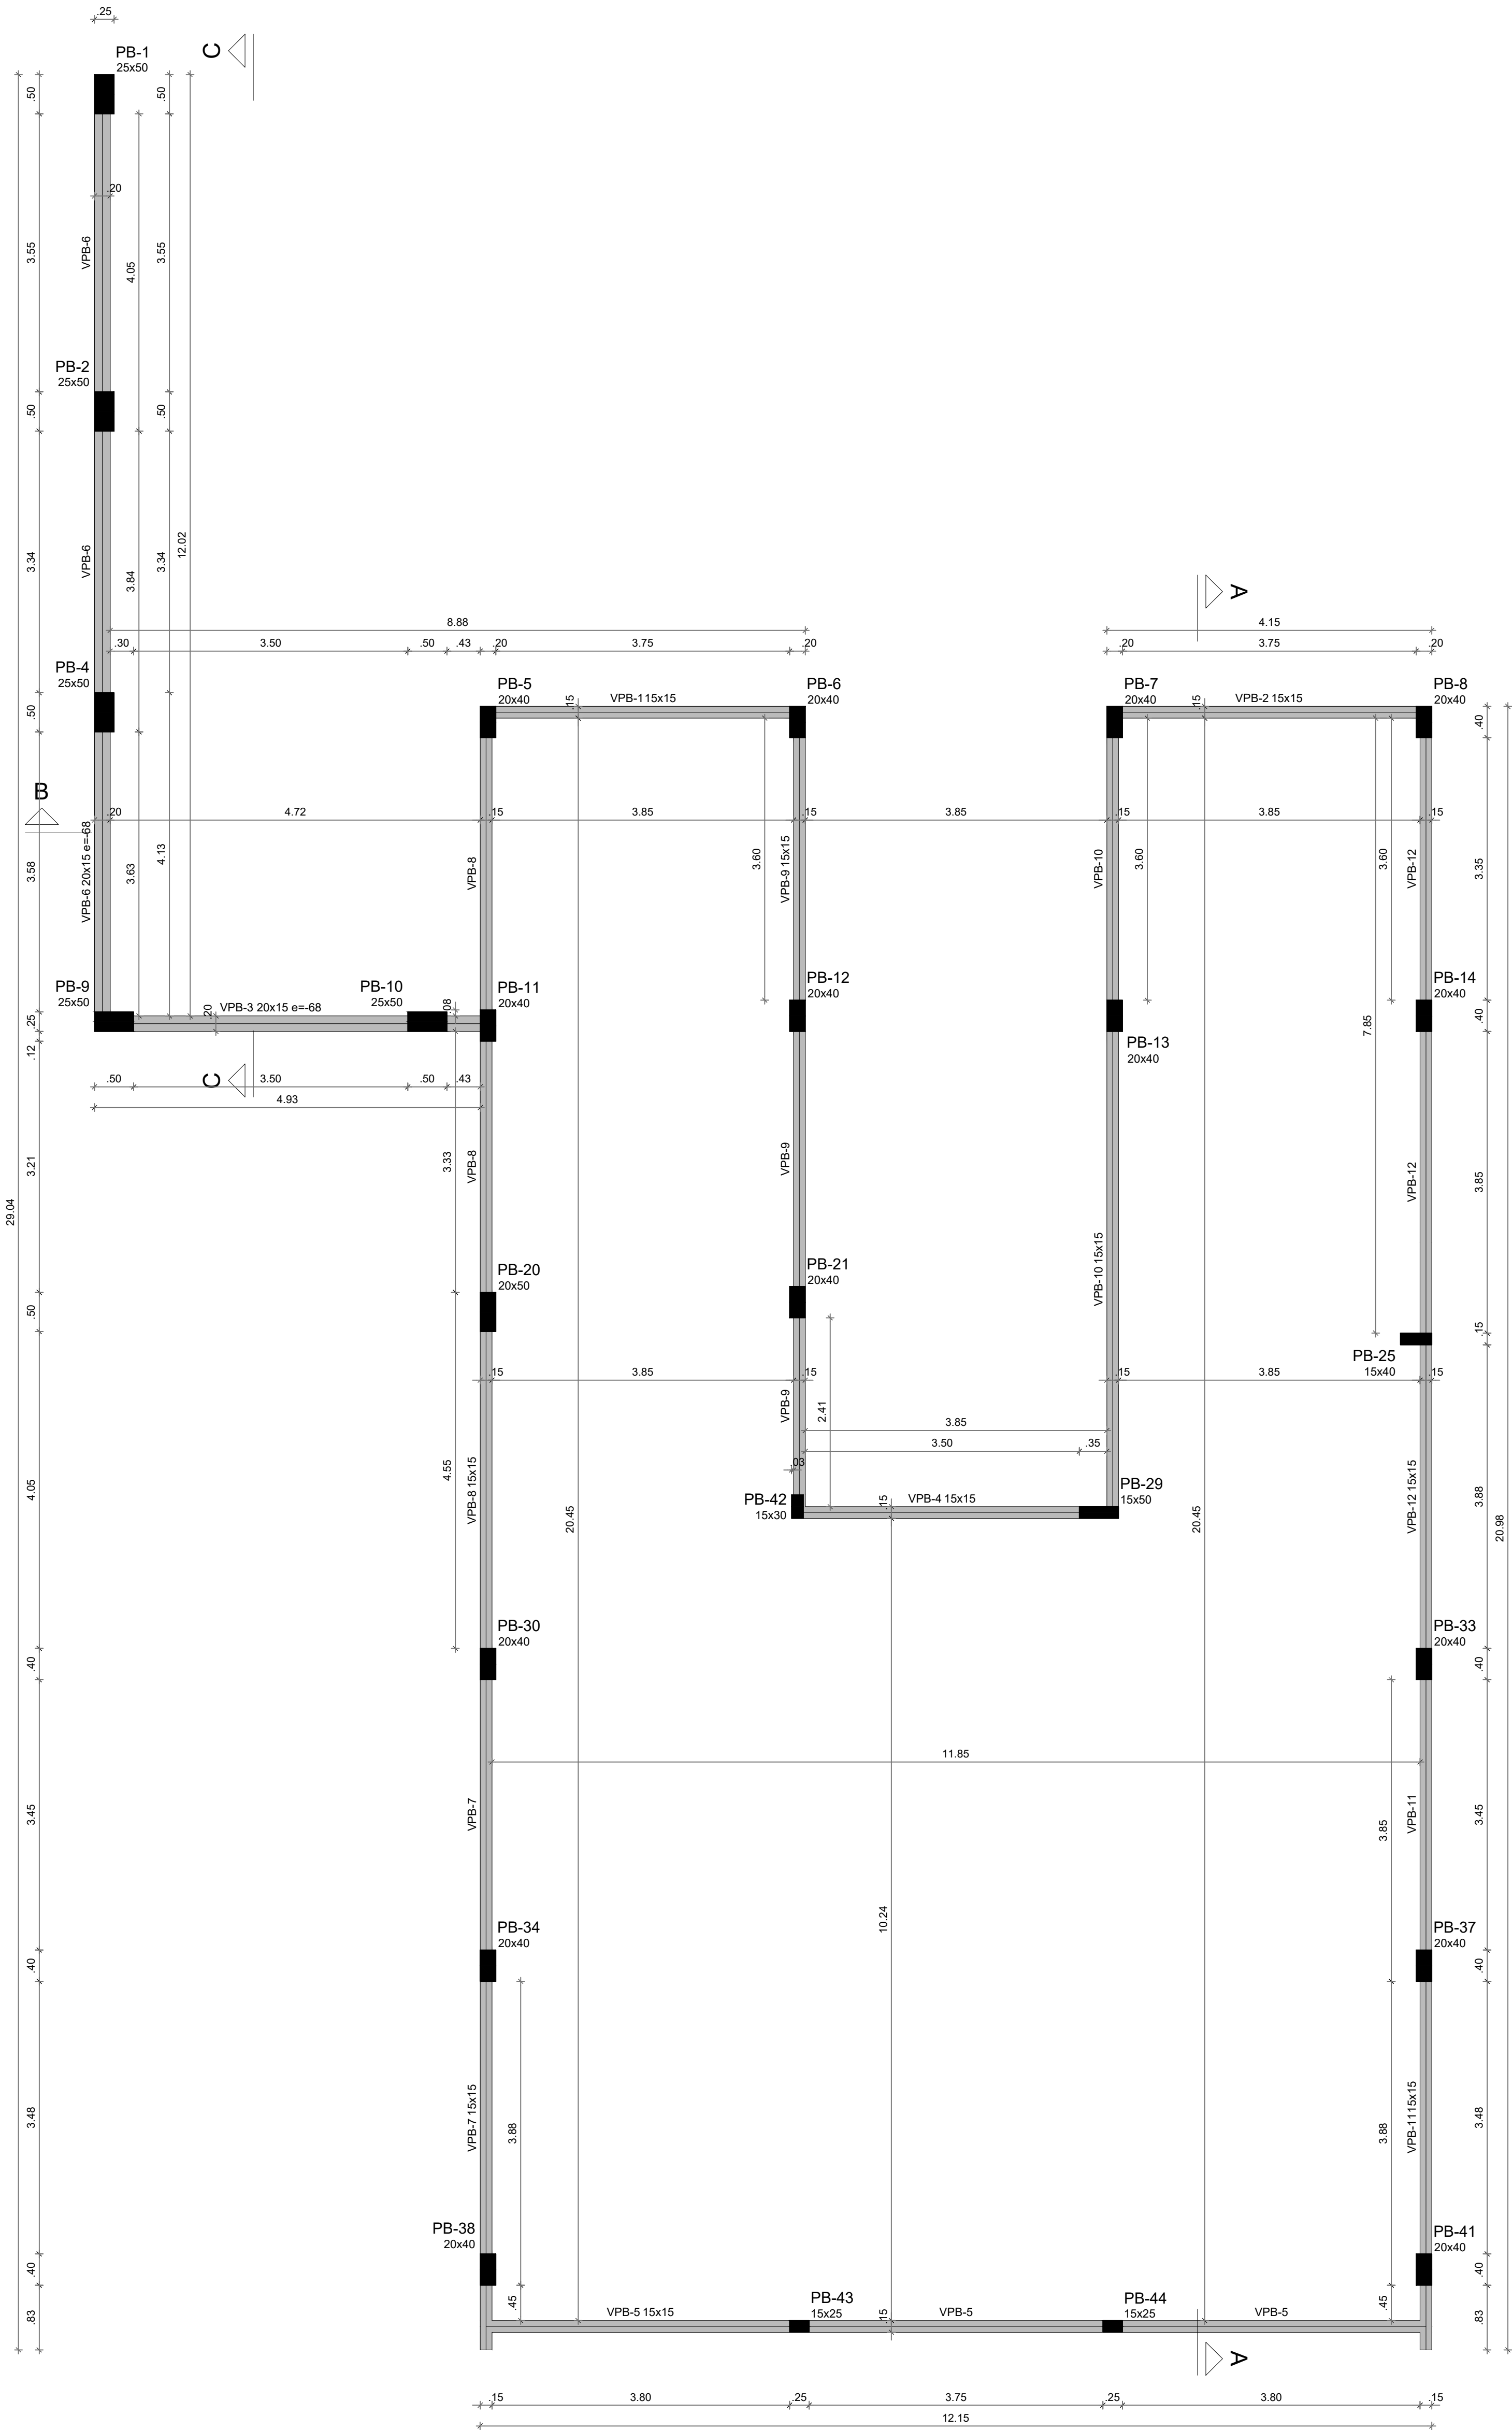 .25
C
PB-1
25x50
.50
.50
.20
VPB-6
3.55
4.05
3.55
PB-2
25x50
.50
.50
12.02
VPB-6
3.34
3.84
3.34
A
8.88
4.15
.30
3.50
.50
.43
.20
3.75
.20
.20
3.75
.20
PB-4
25x50
PB-5
20x40
VPB-1 15x15
.15
PB-6
20x40
PB-7
20x40
VPB-2 15x15
.15
PB-8
20x40
.50
.40
B
.20
4.72
.15
3.85
.15
3.85
.15
3.85
.15
VPB-6 20x15 e=-68
3.58
3.63
4.13
VPB-8
3.60
VPB-9 15x15
VPB-10
3.60
3.60
VPB-12
3.35
PB-9
25x50
VPB-3 20x15 e=-68
.20
PB-10
25x50
.08
PB-11
20x40
PB-12
20x40
PB-14
20x40
.25
.12
.40
7.85
PB-13
20x40
C
.50
3.50
.50
.43
4.93
3.21
3.33
VPB-8
VPB-9
VPB-12
3.85
29.04
VPB-10 15x15
PB-20
20x50
PB-21
20x40
.50
.15
PB-25
15x40
.15
3.85
.15
.15
3.85
.15
VPB-9
2.41
3.85
3.50
.35
.03
4.05
4.55
VPB-8 15x15
20.45
PB-42
15x30
.15
VPB-4 15x15
PB-29
15x50
20.45
VPB-12 15x15
3.88
20.98
PB-30
20x40
PB-33
20x40
.40
.40
11.85
3.45
VPB-7
3.85
VPB-11
3.45
10.24
PB-34
20x40
PB-37
20x40
.40
.40
3.48
VPB-7 15x15
3.88
3.88
VPB-11 15x15
3.48
PB-38
20x40
PB-41
20x40
.40
.40
.83
.45
VPB-5 15x15
PB-43
15x25
.15
VPB-5
PB-44
15x25
VPB-5
.45
.83
A
.15
3.80
.25
3.75
.25
3.80
.15
12.15